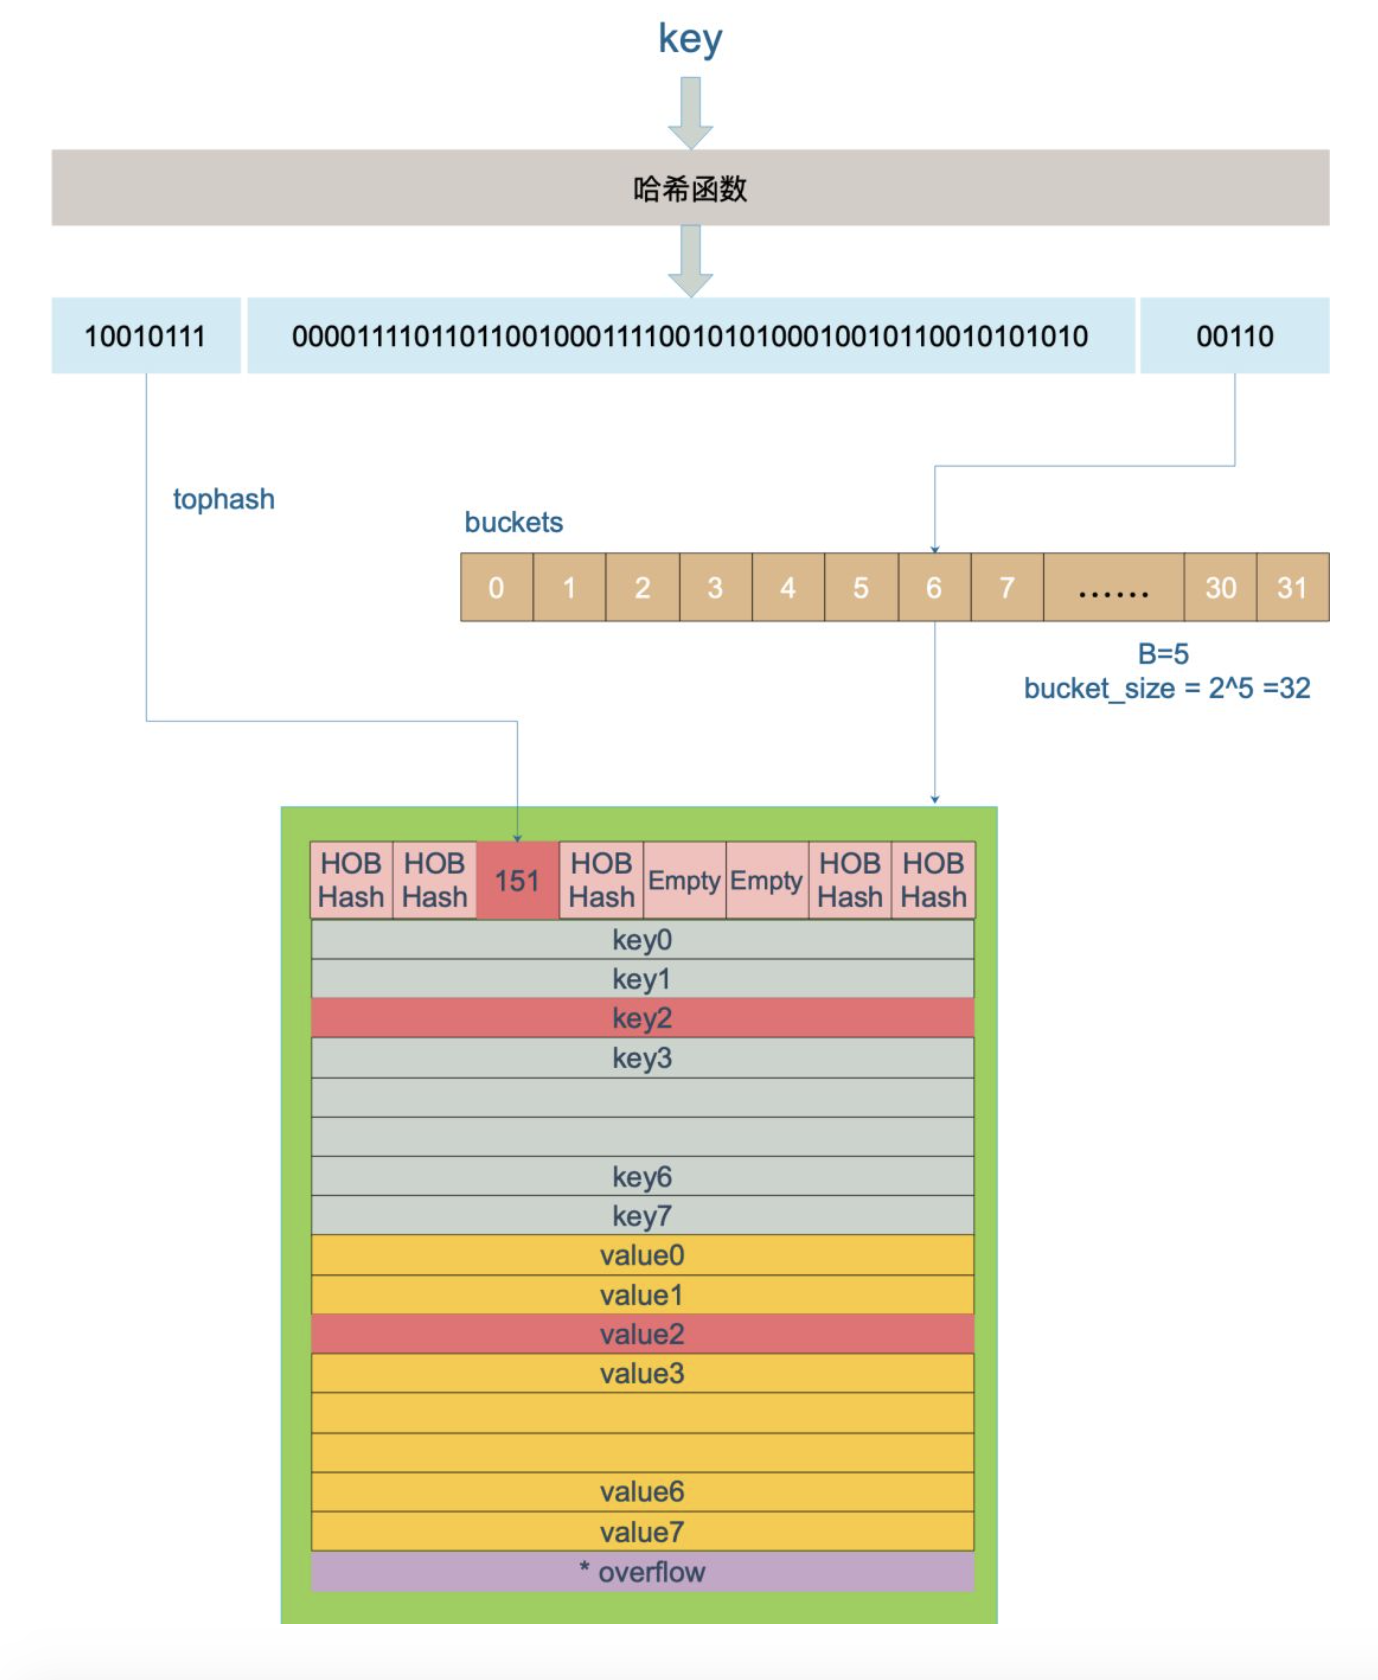 key
哈希函数
10010111 000011110110110010001111001010100010010110010101010 00110
tophash
buckets
0 1 2 3 4 5 6 7 ...... 30 31
B=5
bucket_size = 2^5 =32
HOB Hash HOB Hash 151 HOB Hash Empty Empty HOB Hash HOB Hash
key0
key1
key2
key3
key6
key7
value0
value1
value2
value3
value6
value7
* overflow